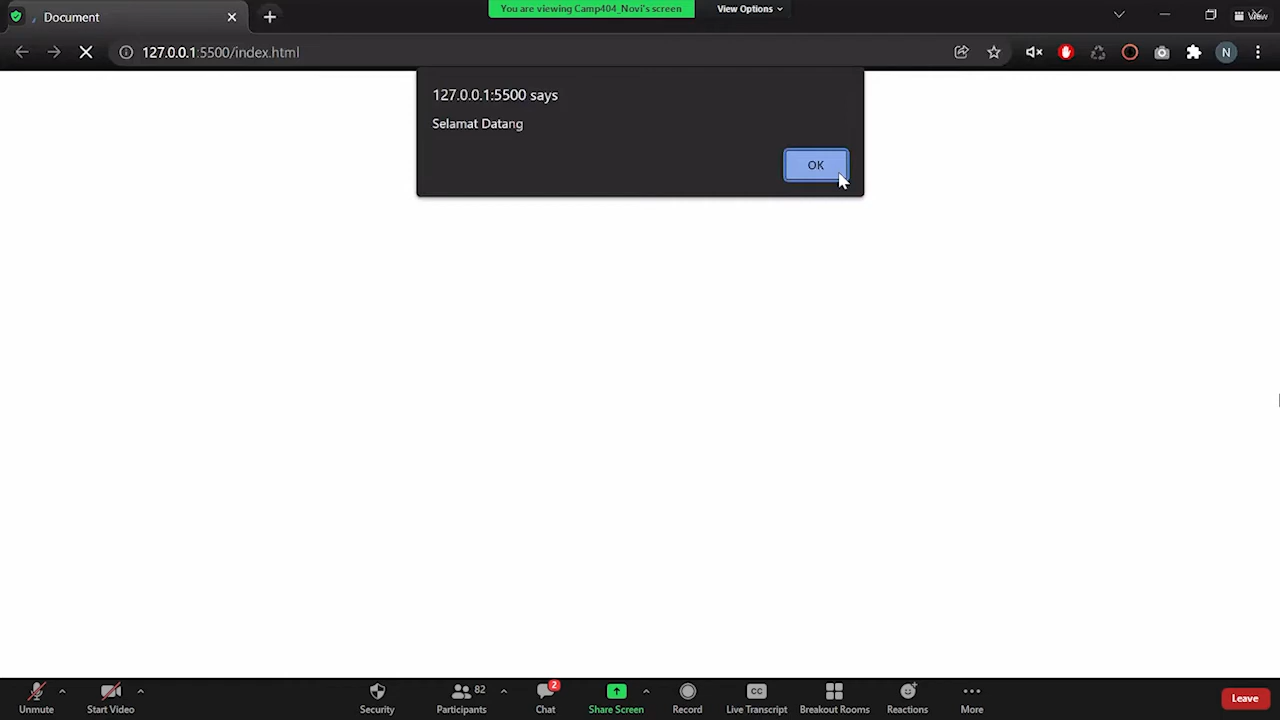 Document
You are viewing Camp404_Novi's screen
View Options
View
127.0.0.1:5500/index.html
N
127.0.0.1:5500 says
Selamat Datang
OK
Unmute
Start Video
Security
82
Participants
2
Chat
Share Screen
Record
CC
Live Transcript
Breakout Rooms
Reactions
More
Leave